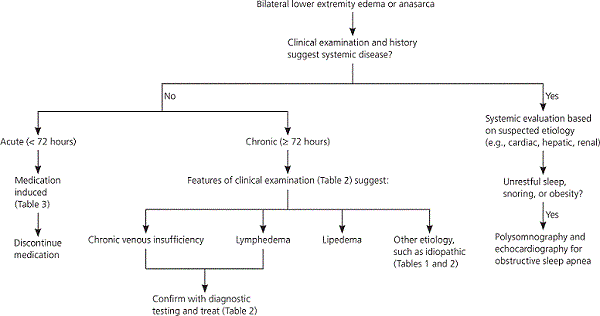 Bilateral lower extremity edema or anasarca
Clinical examination and history
suggest systemic disease?
No
Yes
Acute (< 72 hours)
Chronic (≥ 72 hours)
Systemic evaluation based
on suspected etiology
(e.g., cardiac, hepatic, renal)
Medication
induced
(Table 3)
Features of clinical examination (Table 2) suggest:
Unrestful sleep,
snoring, or obesity?
Yes
Discontinue
medication
Chronic venous insufficiency
Lymphedema
Lipedema
Other etiology,
such as idiopathic
(Tables 1 and 2)
Polysomnography and
echocardiography for
obstructive sleep apnea
Confirm with diagnostic
testing and treat (Table 2)